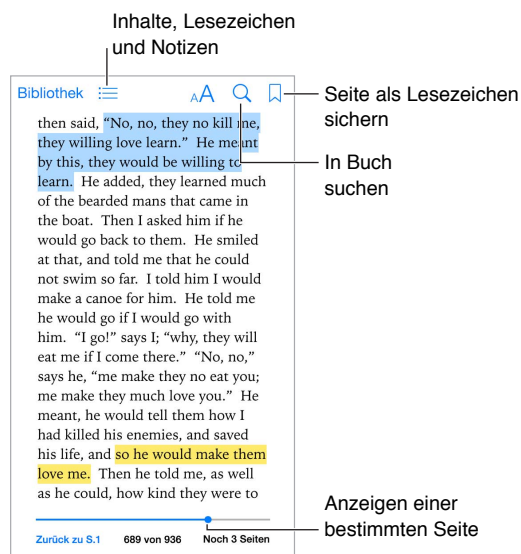 Inhalte, Lesezeichen
und Notizen
Bibliothek AA
Seite als Lesezeichen
sichern
In Buch
suchen
then said, “No, no, they no kill me,
they willing love learn.” He meant
by this, they would be willing to
learn. He added, they learned much
of the bearded mans that came in
the boat. Then I asked him if he
would go back to them. He smiled
at that, and told me that he could
not swim so far. I told him I would
make a canoe for him. He told me
he would go if I would go with
him. “I go!” says I; “why, they will
eat me if I come there.” “No, no,”
says he, “me make they no eat you;
me make they much love you.” He
meant, he would tell them how I
had killed his enemies, and saved
his life, and so he would make them
love me. Then he told me, as well
as he could, how kind they were to
Anzeigen einer
bestimmten Seite
Zurück zu S.1 689 von 936 Noch 3 Seiten